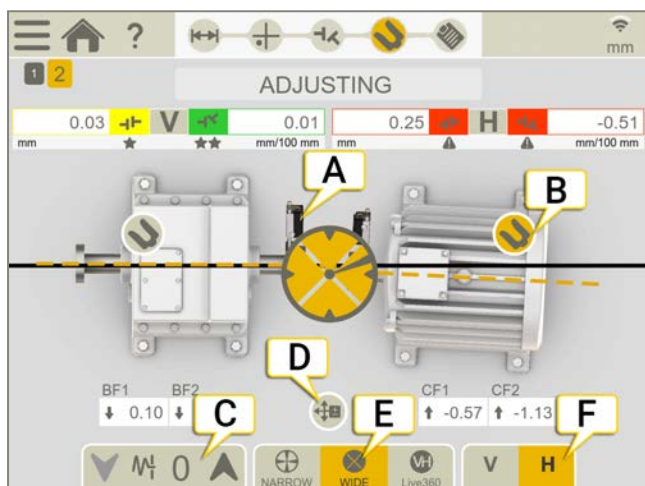 ?
mm
1 2
ADJUSTING
0.03 V 0.01 0.25 H -0.51
mm mm/100 mm mm mm/100 mm
A
B
D
BF1 BF2 CF1 CF2
0.10 -0.57 -1.13
C E F
0 NARROW WIDE VH Live360 V H